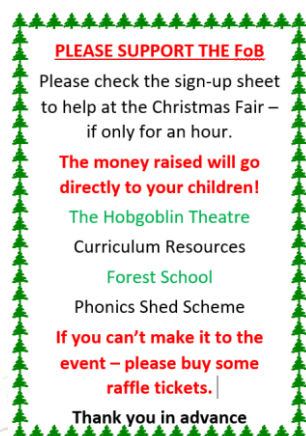 PLEASE SUPPORT THE FoB
Please check the sign-up sheet
to help at the Christmas Fair –
if only for an hour.
The money raised will go
directly to your children!
The Hobgoblin Theatre
Curriculum Resources
Forest School
Phonics Shed Scheme
If you can’t make it to the
event – please buy some
raffle tickets.
Thank you in advance